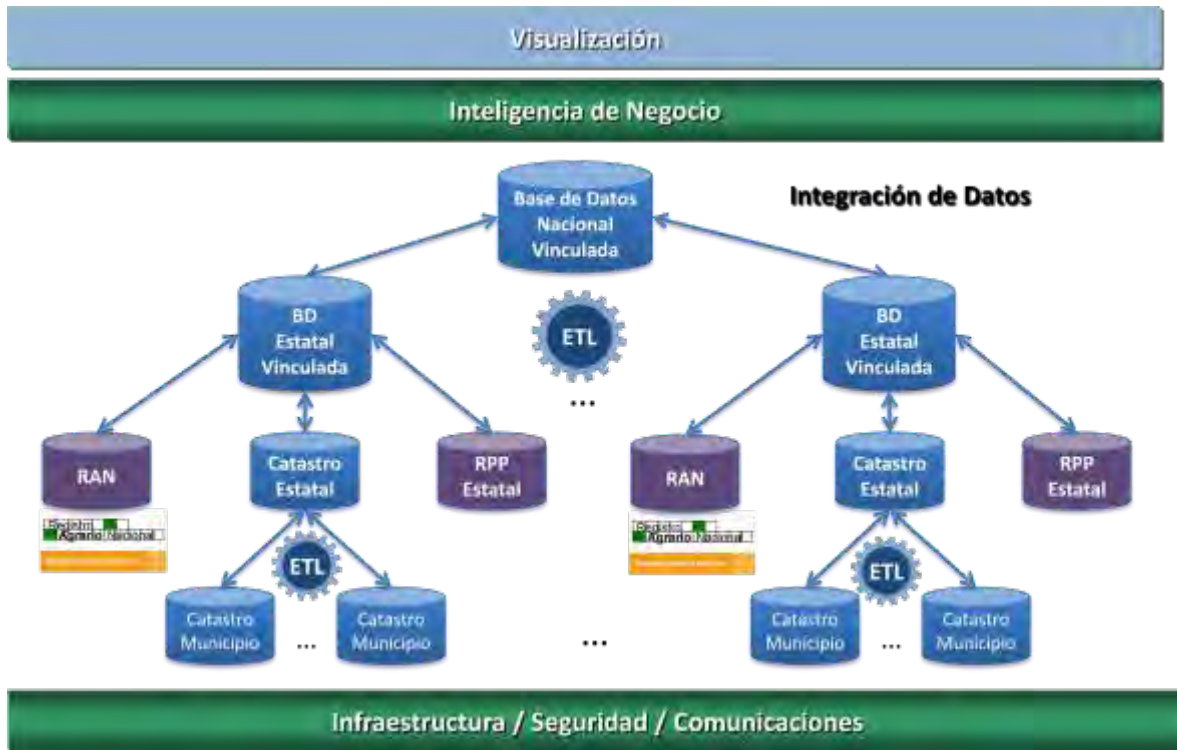 Visualización
Inteligencia de Negocio
Base de Datos
Nacional
Vinculada
Integración de Datos
BD
Estatal
Vinculada
ETL
...
BD
Estatal
Vinculada
RAN
Catastro
Estatal
RPP
Estatal
RAN
Catastro
Estatal
RPP
Estatal
Registro
Agrario Nacional
Registro
Agrario Nacional
ETL
ETL
Catastro
Municipio
...
Catastro
Municipio
...
Catastro
Municipio
...
Catastro
Municipio
Infraestructura / Seguridad / Comunicaciones